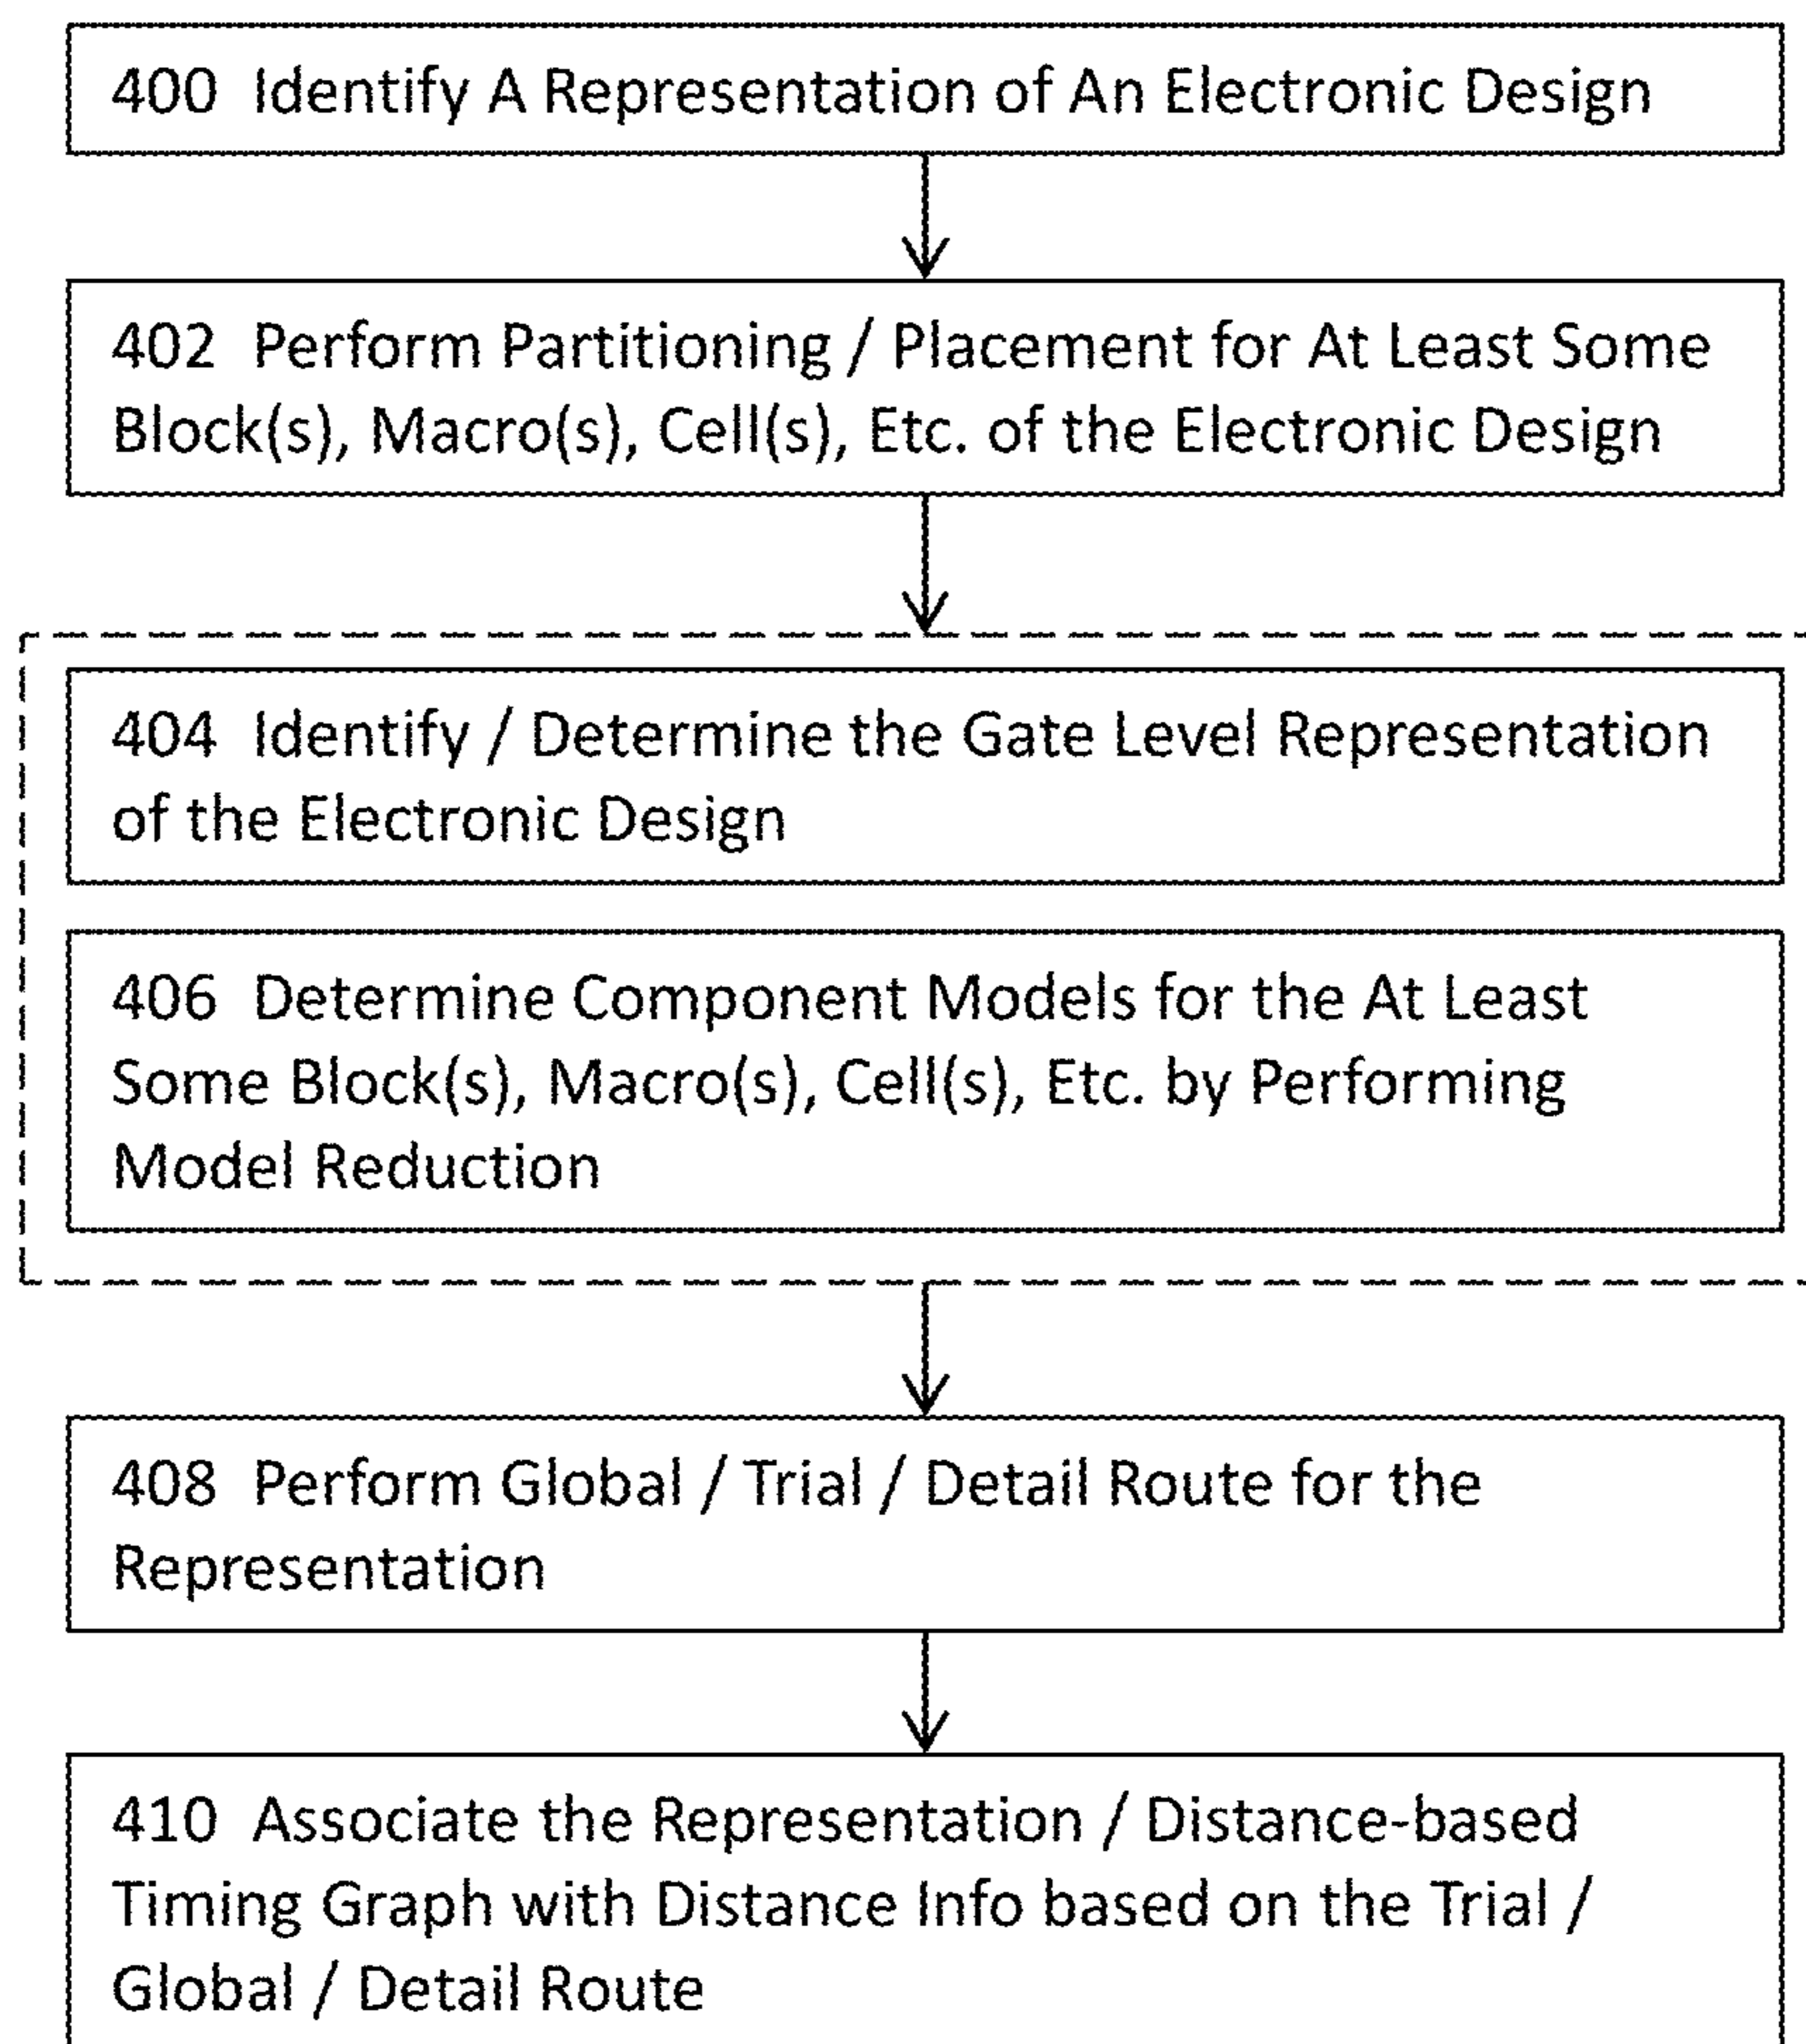 400 Identify A Representation of An Electronic Design
402 Perform Partitioning / Placement for At Least Some
Block(s), Macro(s), Cell(s), Etc. of the Electronic Design
404 Identify / Determine the Gate Level Representation
of the Electronic Design
406 Determine Component Models for the At Least
Some Block(s), Macro(s), Cell(s), Etc. by Performing
Model Reduction
408 Perform Global / Trial / Detail Route for the
Representation
410 Associate the Representation / Distance-based
Timing Graph with Distance Info based on the Trial /
Global / Detail Route